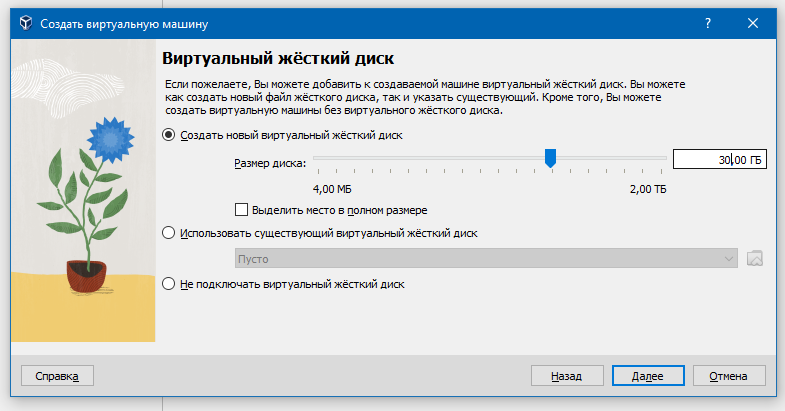 Создать виртуальную машину
Виртуальный жёсткий диск
Если пожелаете, Вы можете добавить к создаваемой машине виртуальный жёсткий диск. Вы можете
как создать новый файл жёсткого диска, так и указать существующий. Кроме того, Вы можете
создать виртуальную машины без виртуального жёсткого диска.
Создать новый виртуальный жёсткий диск
Размер диска:
30,00 ГБ
4,00 МБ
2,00 ТБ
Выделить место в полном размере
Использовать существующий виртуальный жёсткий диск
Пусто
Не подключать виртуальный жёсткий диск
Справка
Назад
Далее
Отмена